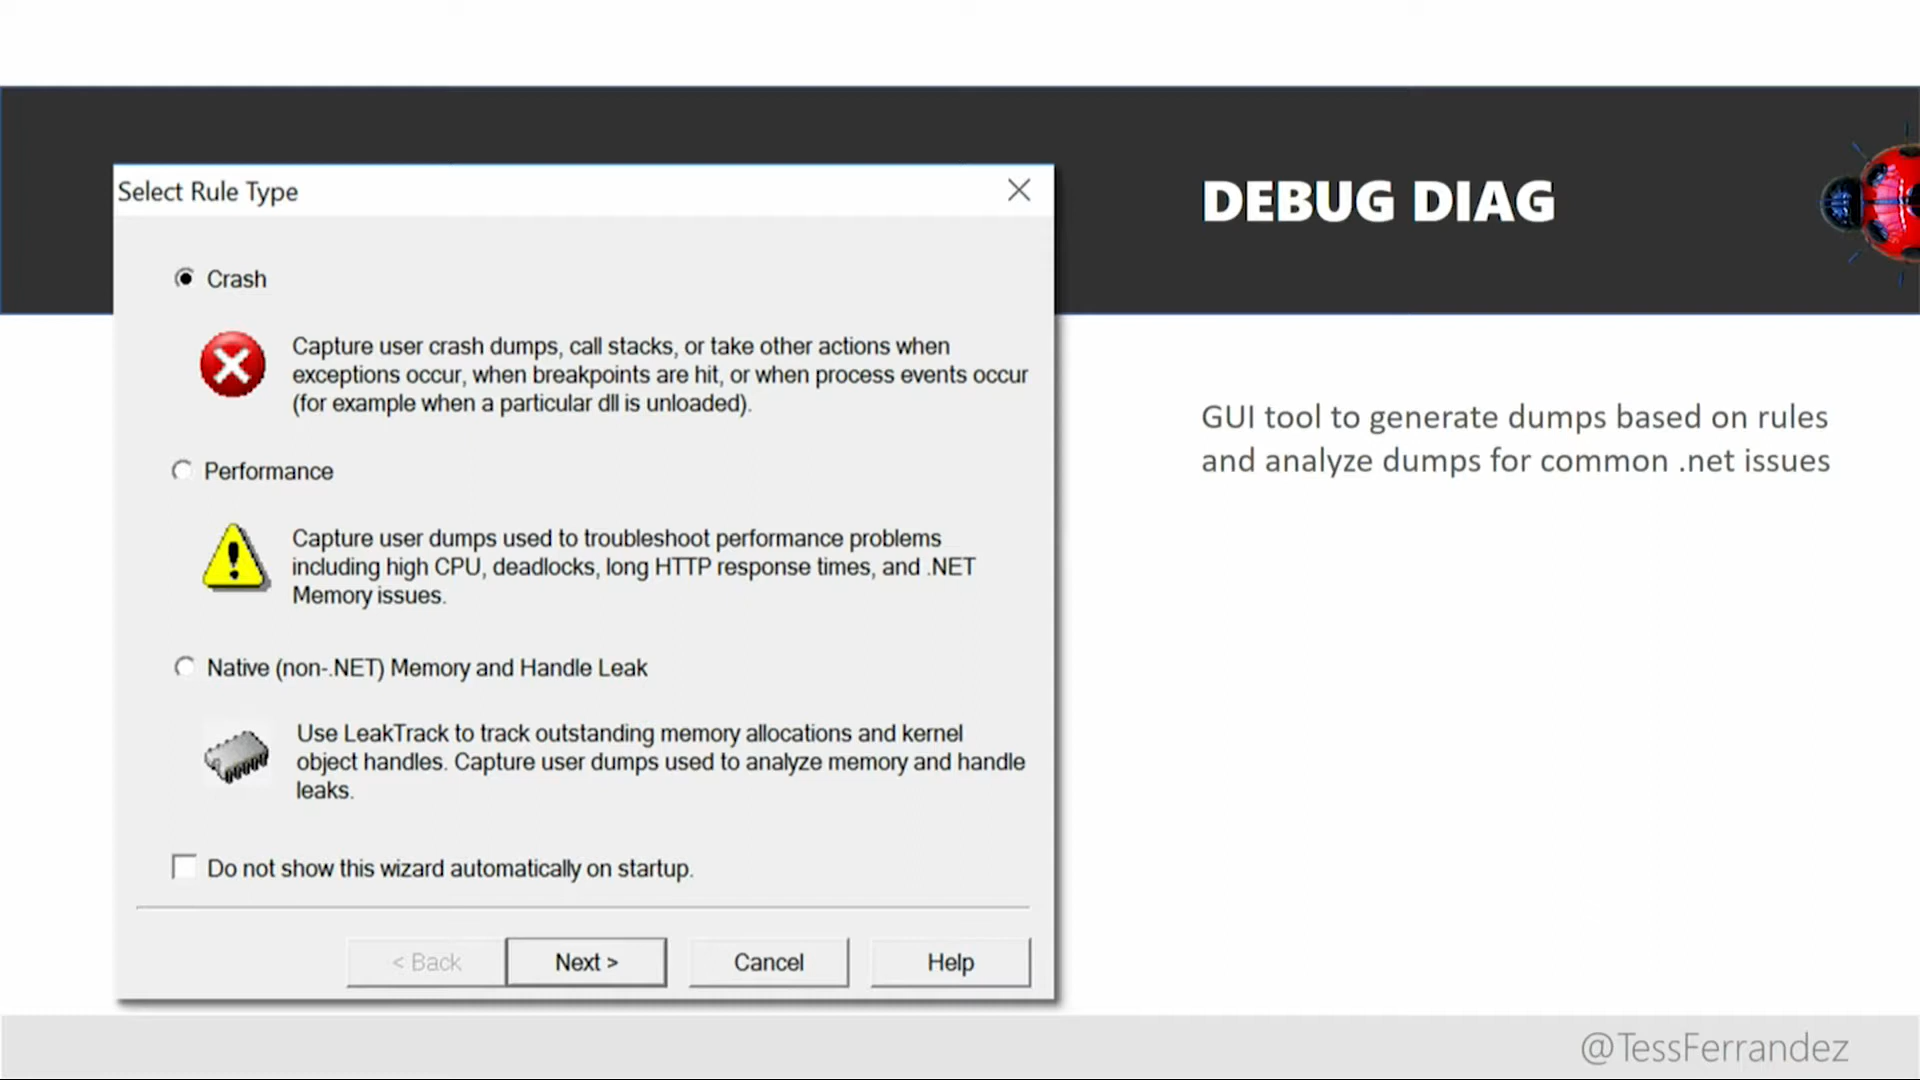 DEBUG DIAG
Select Rule Type
Crash
Capture user crash dumps, call stacks, or take other actions when
exceptions occur, when breakpoints are hit, or when process events occur
(for example when a particular dll is unloaded).
Performance
Capture user dumps used to troubleshoot performance problems
including high CPU, deadlocks, long HTTP response times, and .NET
Memory issues.
Native (non-.NET) Memory and Handle Leak
Use LeakTrack to track outstanding memory allocations and kernel
object handles. Capture user dumps used to analyze memory and handle
leaks.
Do not show this wizard automatically on startup.
< Back
Next >
Cancel
Help
GUI tool to generate dumps based on rules
and analyze dumps for common .net issues
@TessFerrandez